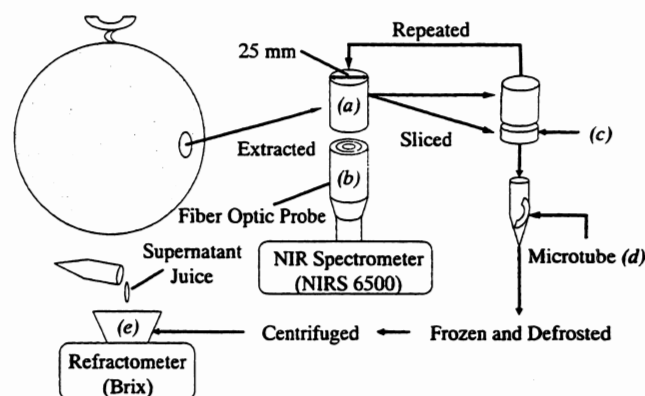 Repeated
25 mm
(a)
(c)
Extracted
Sliced
(b)
Fiber Optic Probe
Supernatant
Juice
NIR Spectrometer
(NIRS 6500)
Microtube (d)
(e)
Centrifuged
Frozen and Defrosted
Refractometer
(Brix)